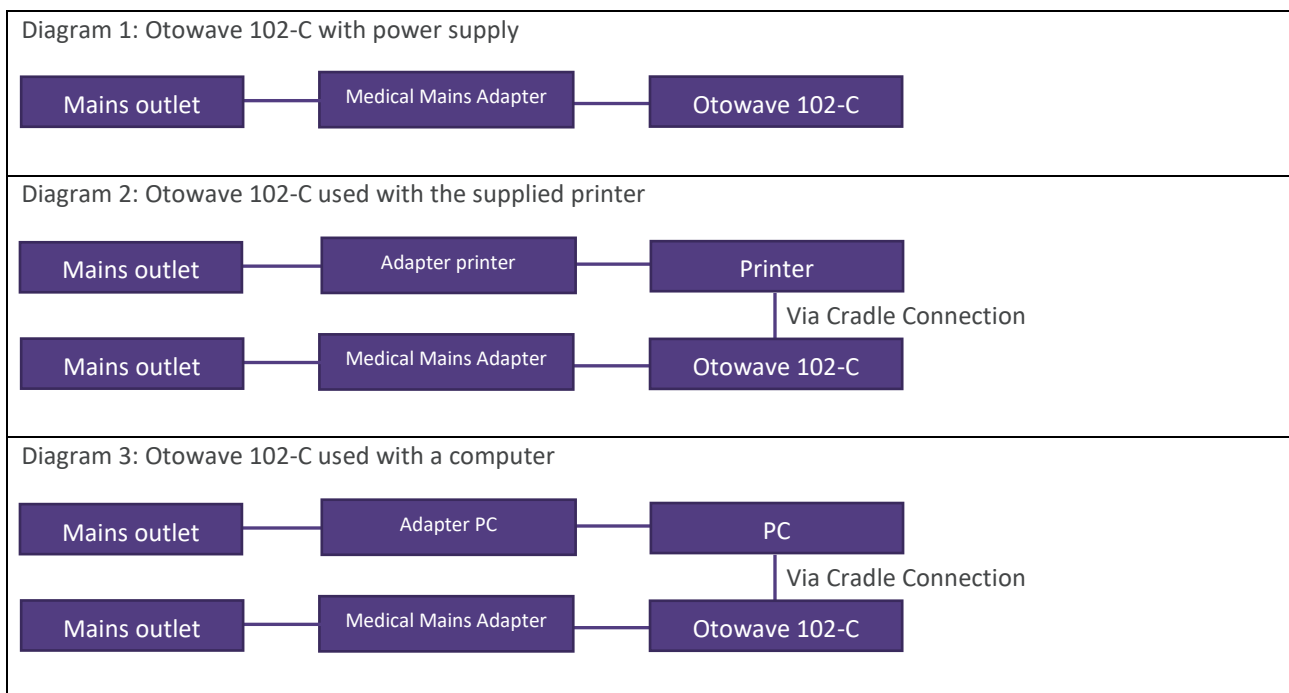 Diagram 1: Otowave 102-C with power supply
Mains outlet
Medical Mains Adapter
Otowave 102-C
Diagram 2: Otowave 102-C used with the supplied printer
Mains outlet
Adapter printer
Printer
Via Cradle Connection
Mains outlet
Medical Mains Adapter
Otowave 102-C
Diagram 3: Otowave 102-C used with a computer
Mains outlet
Adapter PC
PC
Via Cradle Connection
Mains outlet
Medical Mains Adapter
Otowave 102-C